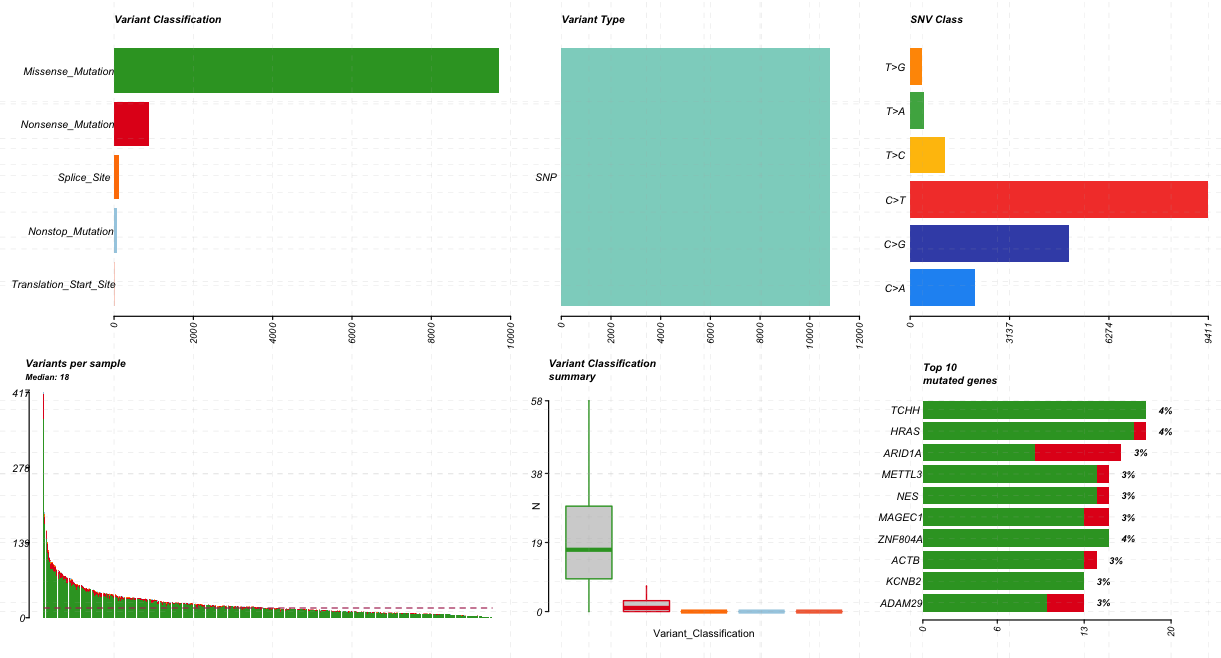 Variant Classification
Missense_Mutation
Nonsense_Mutation
Splice_Site
Nonstop_Mutation
Translation_Start_Site
0
2000
4000
6000
8000
10000
Variant Type
SNP
0
2000
4000
6000
8000
10000
12000
SNV Class
T>G
T>A
T>C
C>T
C>G
C>A
0
3137
6274
9411
Variants per sample
Median: 18
417
278
139
0
Variant Classification
summary
58
38
19
0
N
Variant_Classification
Top 10
mutated genes
TCHH 4%
HRAS 4%
ARID1A 3%
METTL3 3%
NES 3%
MAGEC1 3%
ZNF804A 4%
ACTB 3%
KCNB2 3%
ADAM29 3%
0
6
13
20